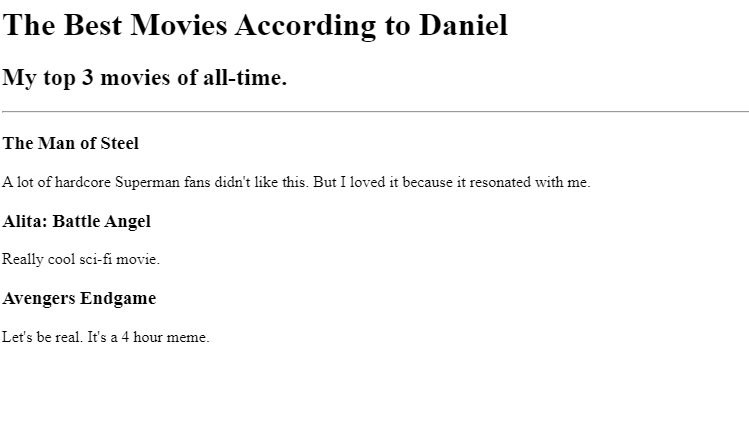 The Best Movies According to Daniel
My top 3 movies of all-time.
The Man of Steel
A lot of hardcore Superman fans didn't like this. But I loved it because it resonated with me.
Alita: Battle Angel
Really cool sci-fi movie.
Avengers Endgame
Let's be real. It's a 4 hour meme.